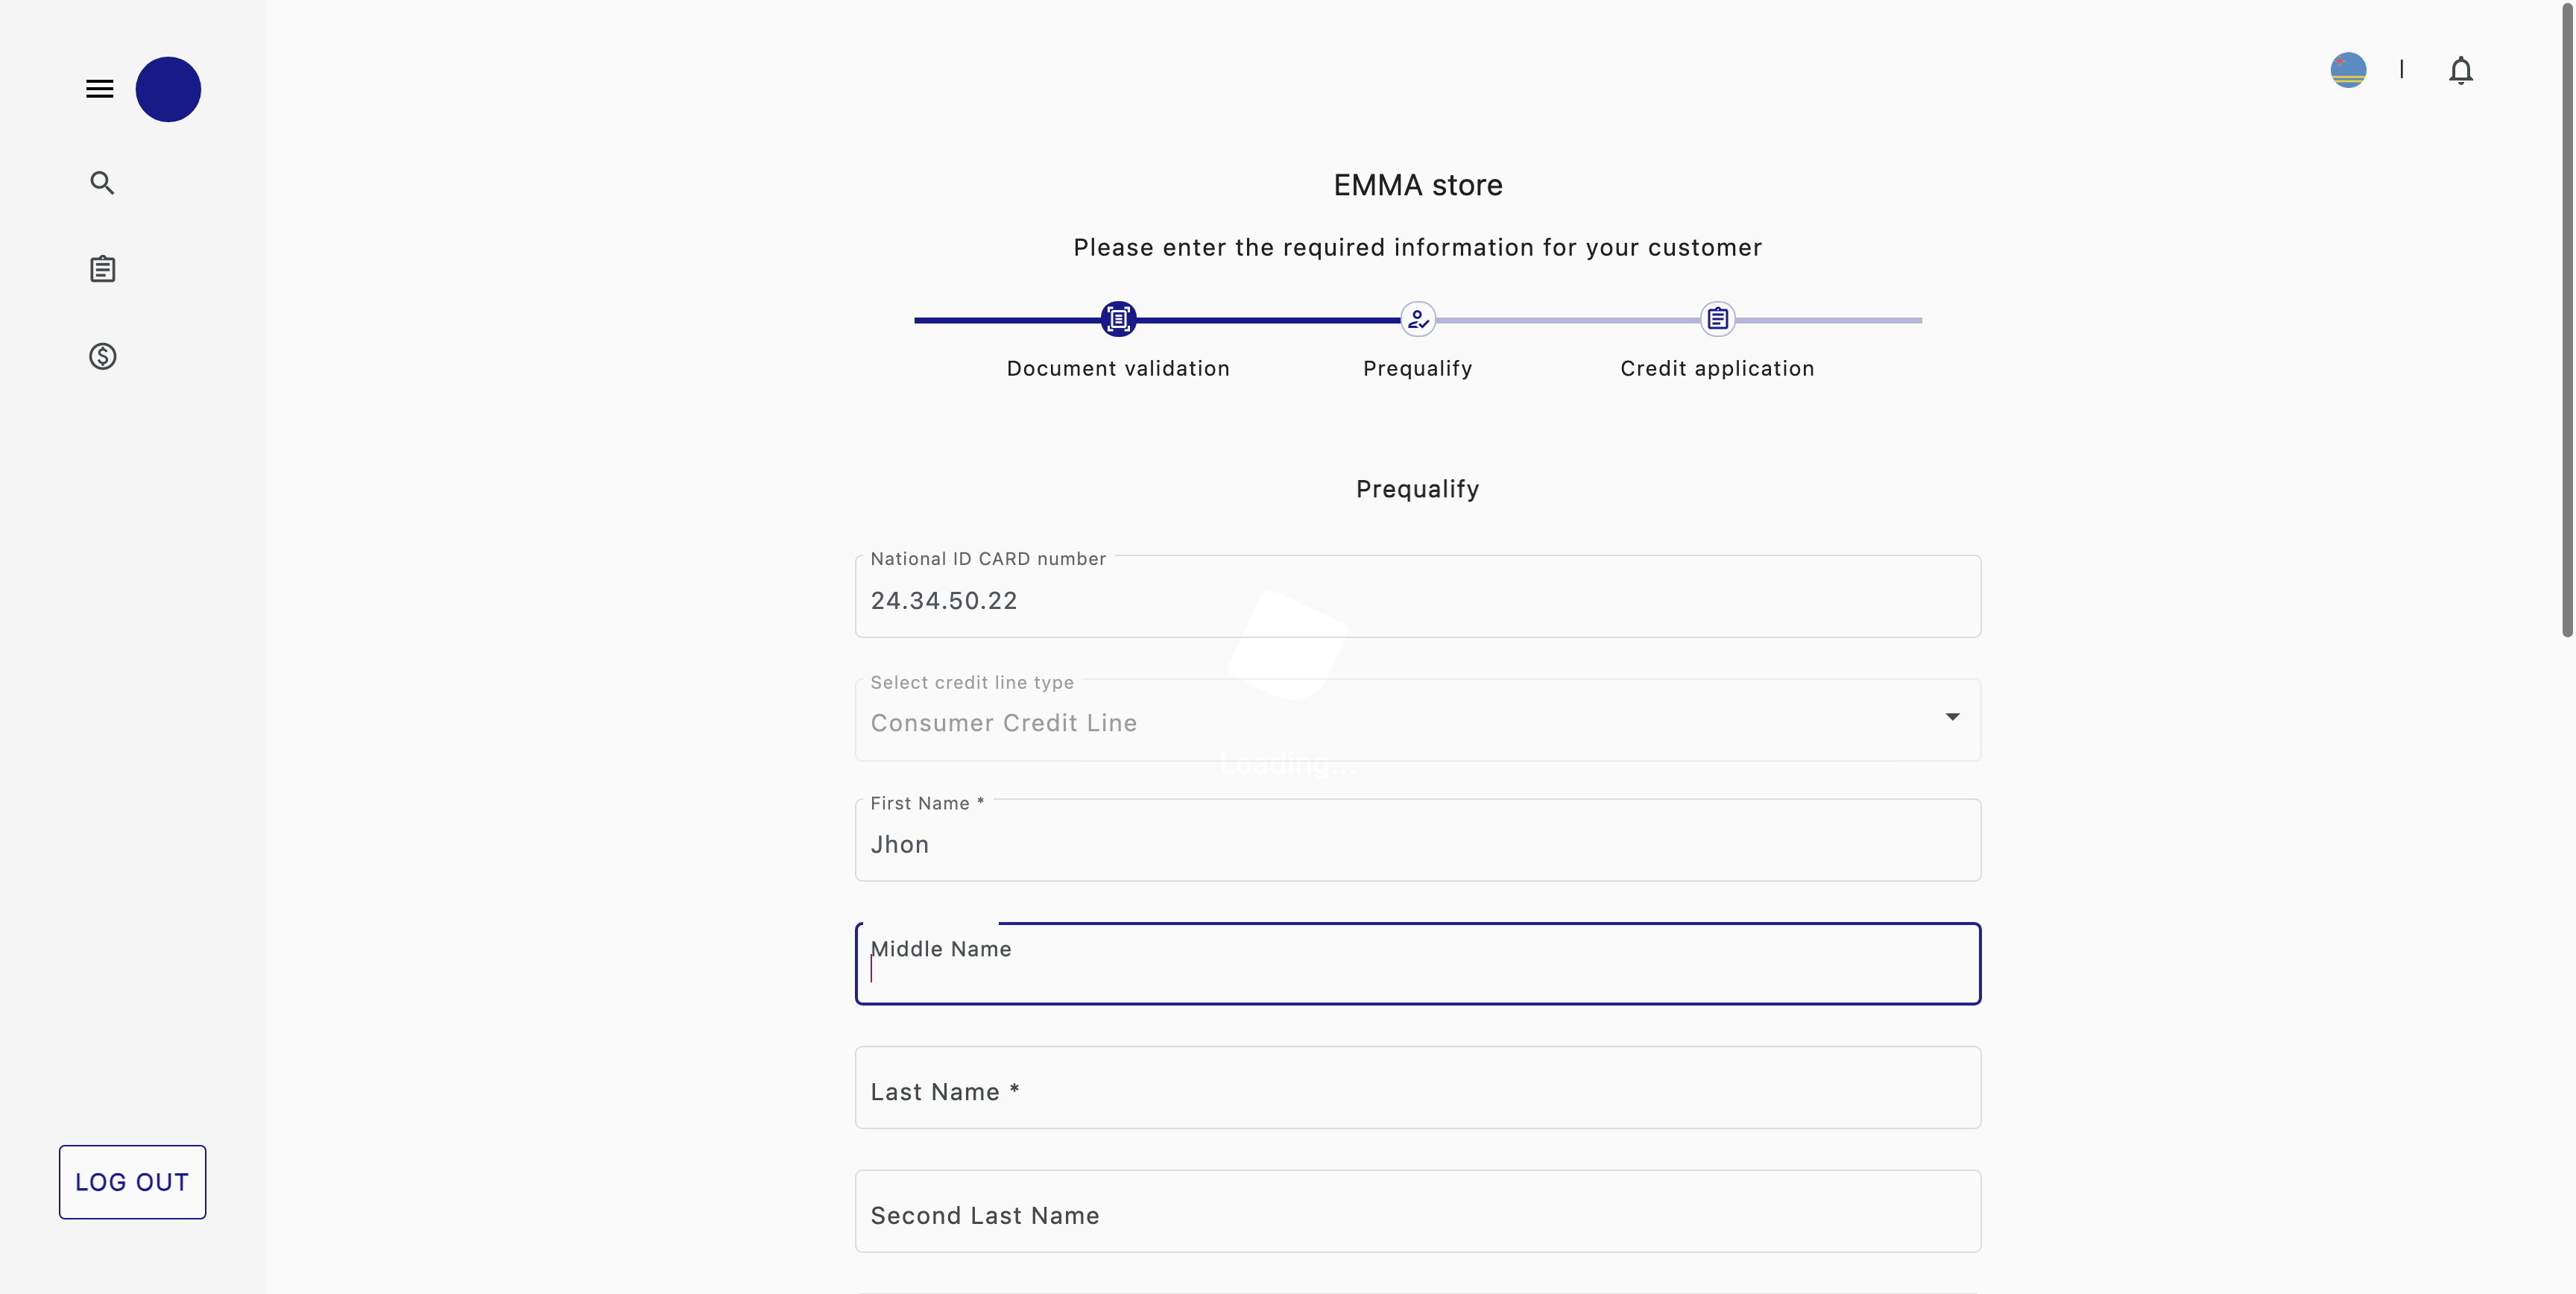 EMMA store
Please enter the required information for your customer
Document validation
Prequalify
Credit application
Prequalify
National ID CARD number
24.34.50.22
Select credit line type
Consumer Credit Line
Loading...
First Name *
Jhon
Middle Name
Last Name *
Second Last Name
LOG OUT